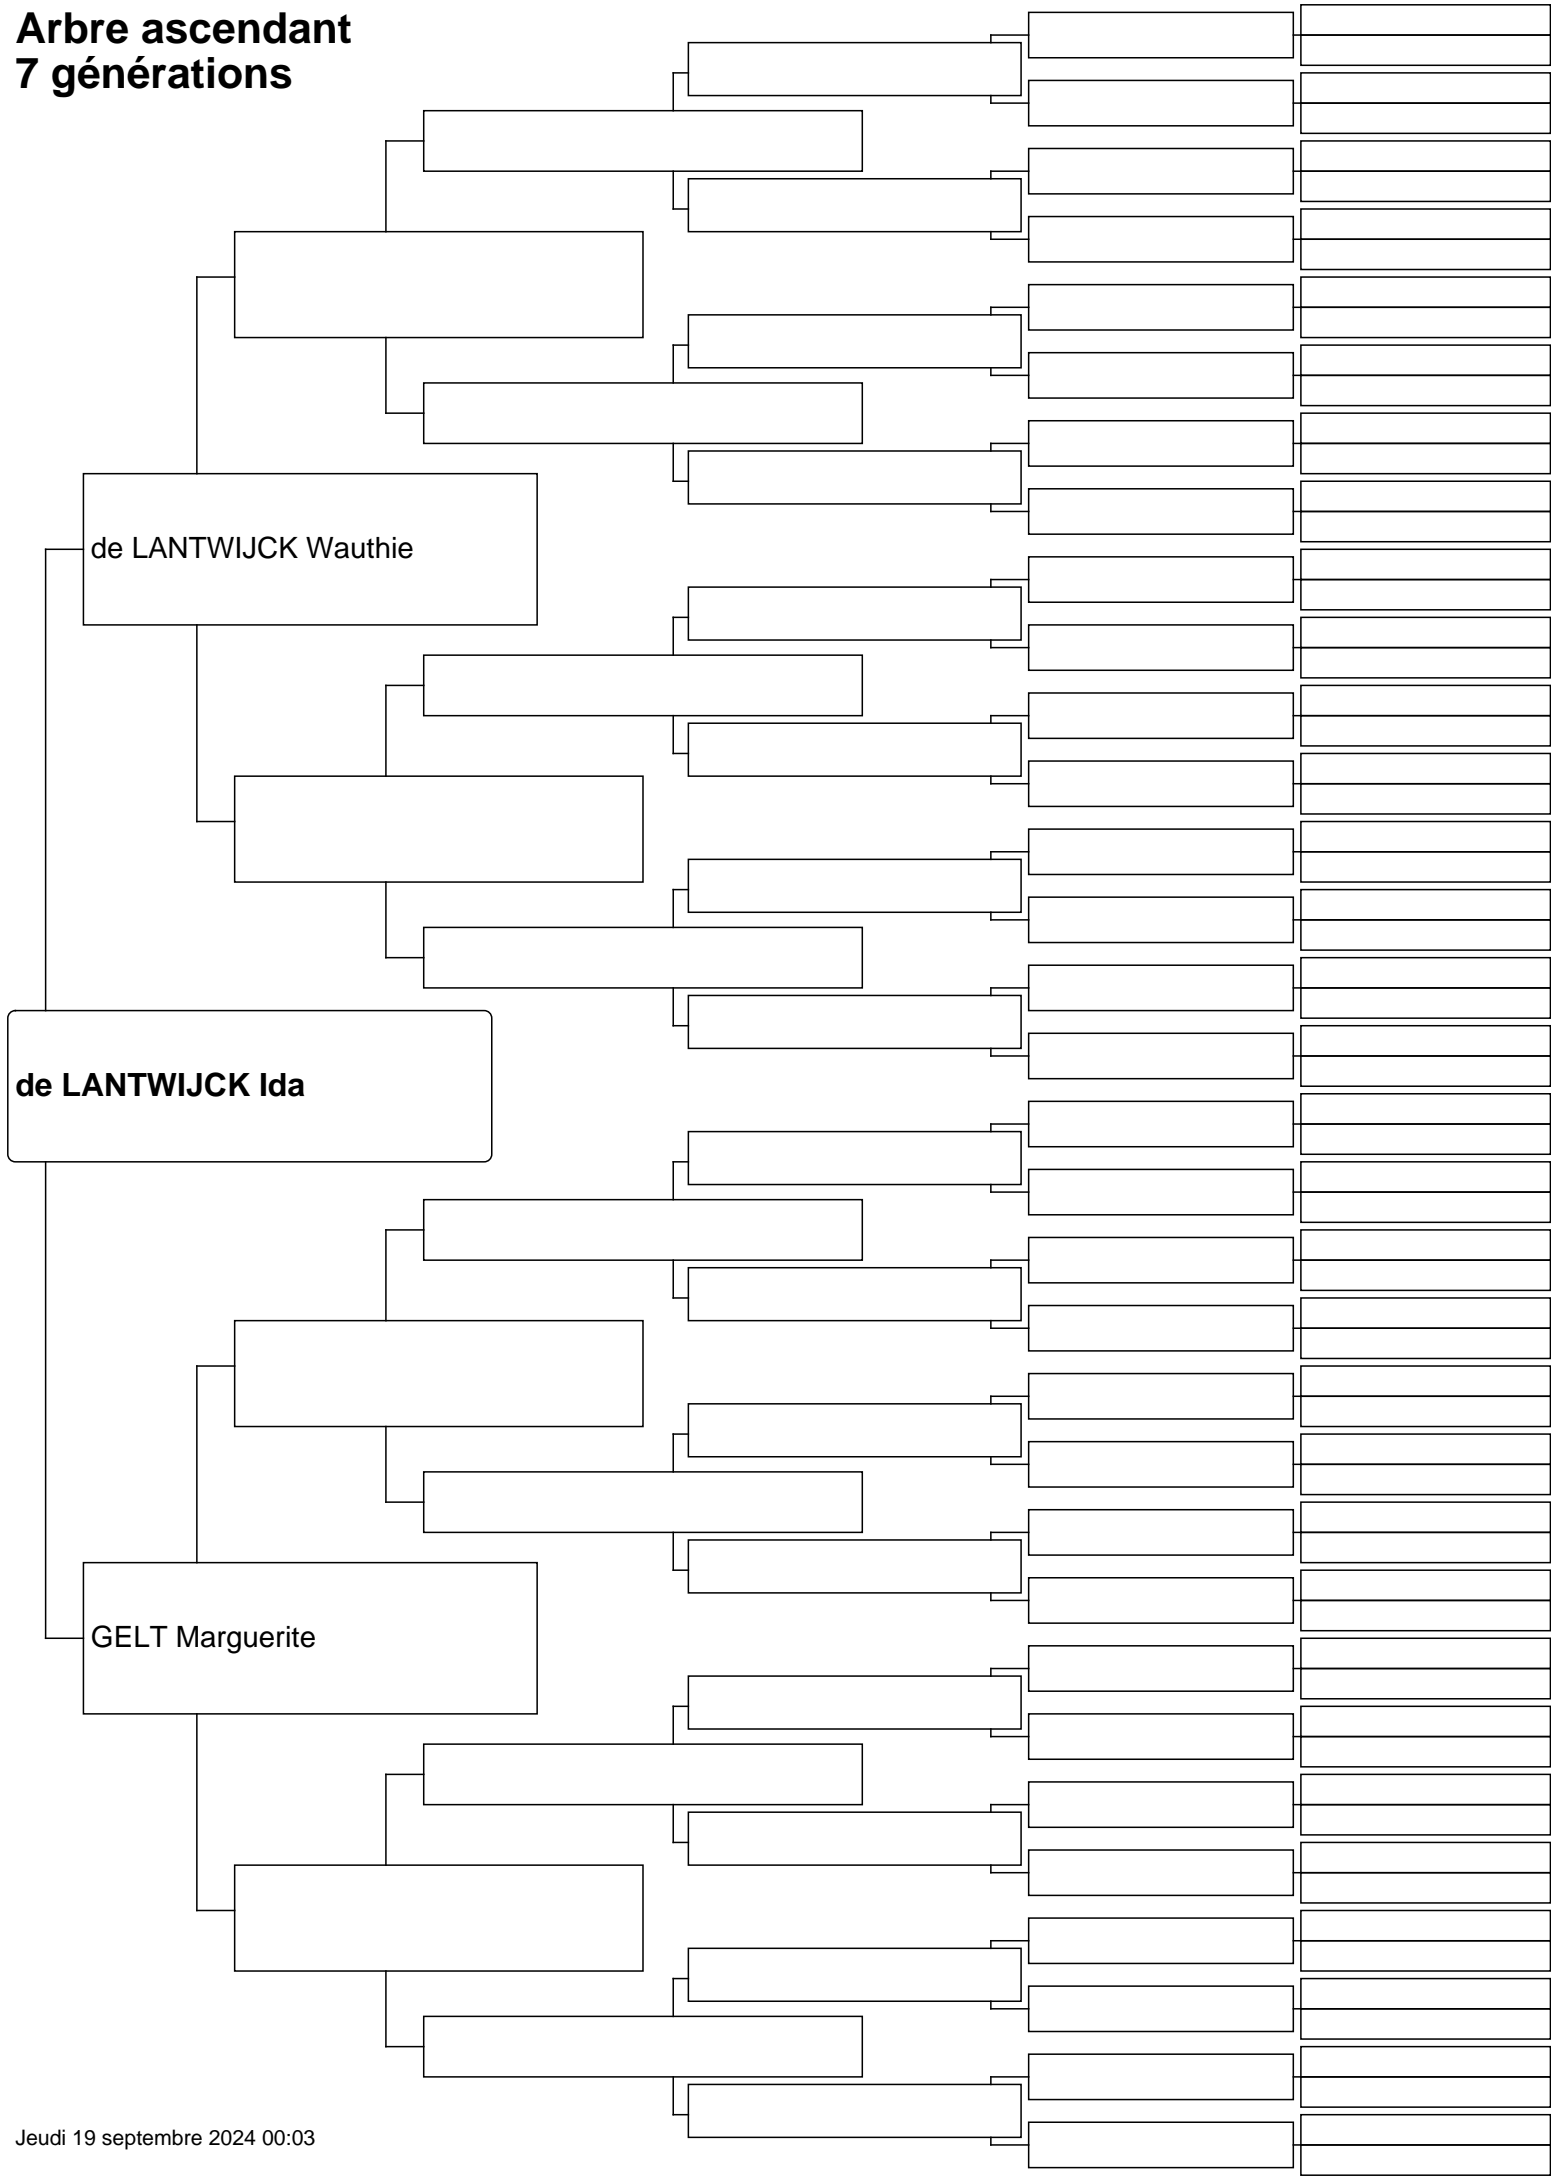 Arbre ascendant
7 générations
de LANTWIJCK Wauthie
de LANTWIJCK Ida
GELT Marguerite
Jeudi 19 septembre 2024 00:03